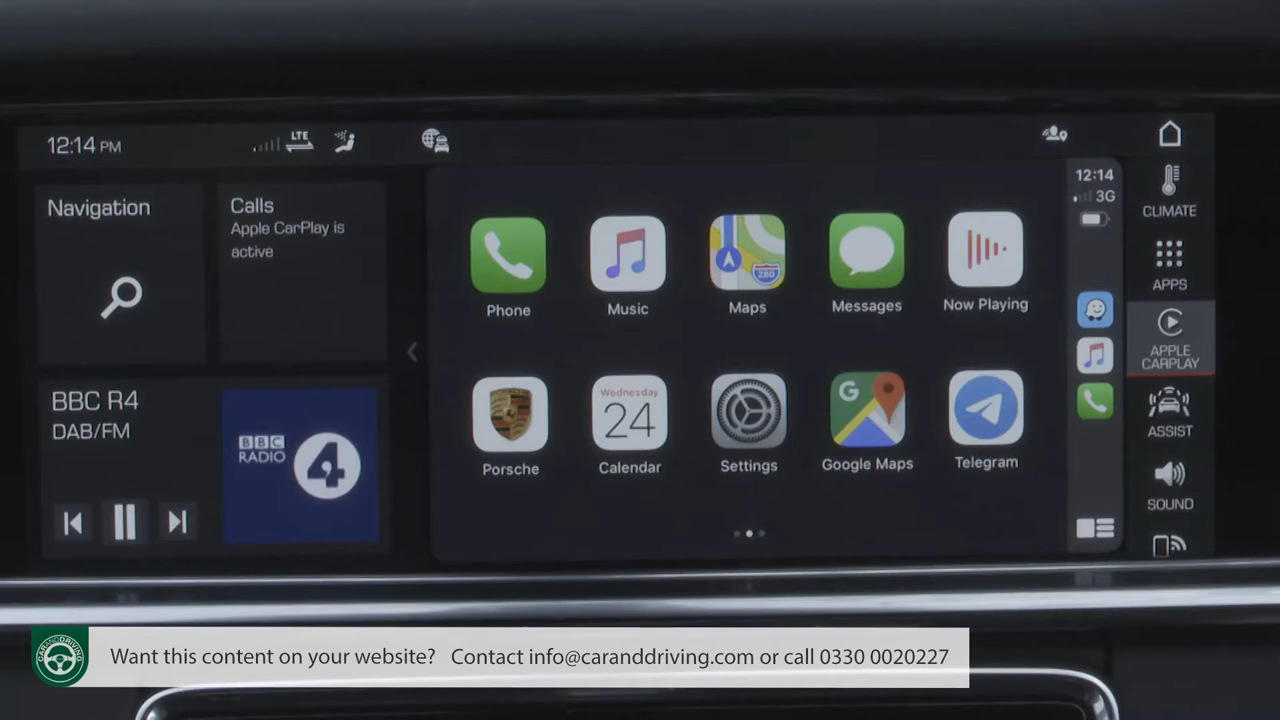 12:14 PM
LTE
Navigation
Calls
Apple CarPlay is
active
BBC R4
DAB/FM
BBC
RADIO
4
Phone
Music
280
Maps
Messages
Now Playing
Porsche
Wednesday
24
Calendar
Settings
G
Google Maps
Telegram
12:14
3G
CLIMATE
APPS
APPLE
CARPLAY
ASSIST
SOUND
CARANDDRIVING
Want this content on your website? Contact info@caranddriving.com or call 0330 0020227